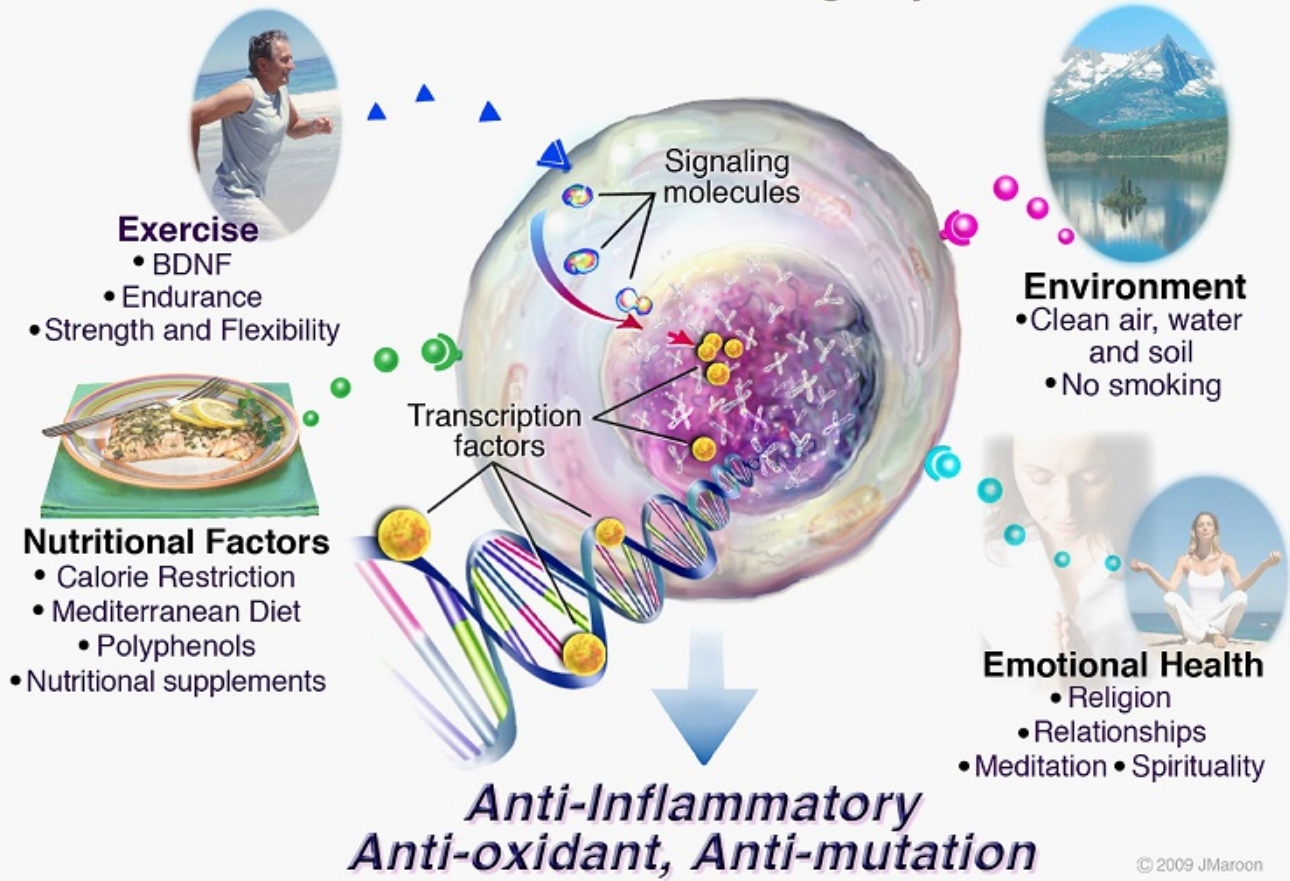 Signaling
molecules
Exercise
• BDNF
• Endurance
• Strength and Flexibility
Environment
• Clean air, water
and soil
• No smoking
Transcription
factors
Nutritional Factors
• Calorie Restriction
• Mediterranean Diet
• Polyphenols
• Nutritional supplements
Emotional Health
• Religion
• Relationships
• Meditation • Spirituality
Anti-Inflammatory
Anti-oxidant, Anti-mutation
© 2009 JMaroon